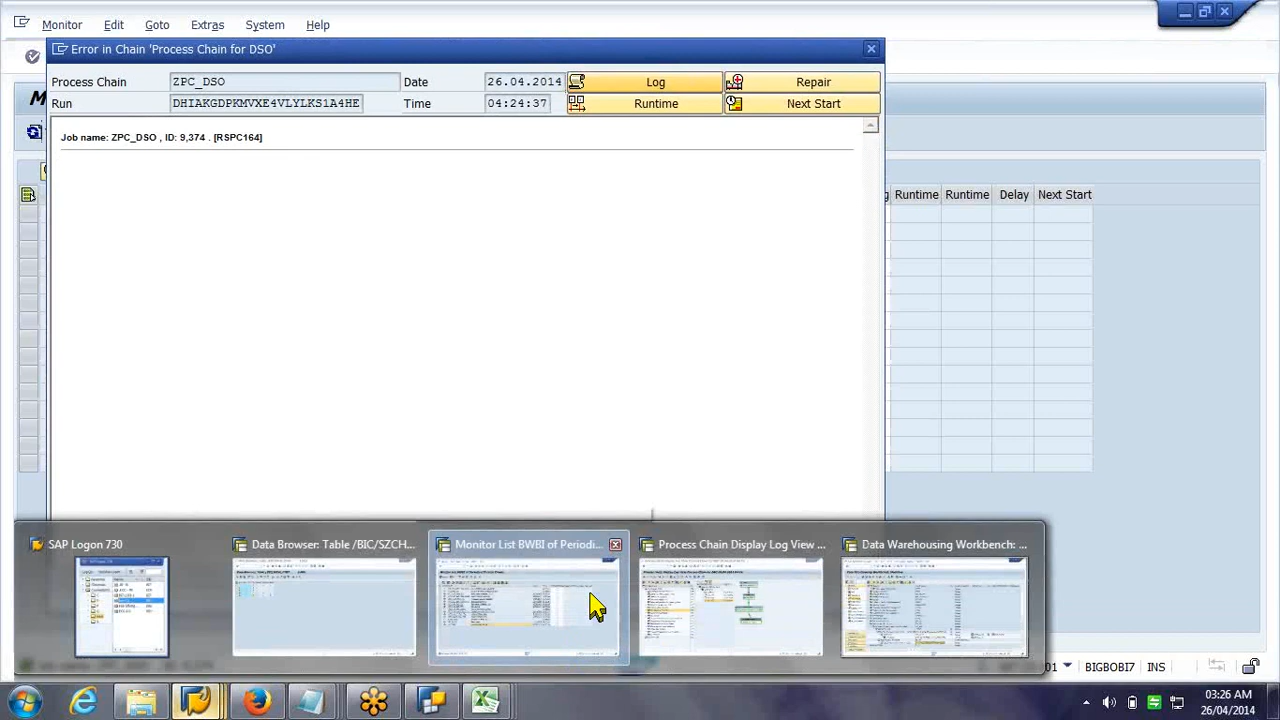 Monitor Edit Goto Extras System Help
Error in Chain 'Process Chain for DSO'
Process Chain ZPC_DSO Date 26.04.2014 Log Repair
Run DHIAKGDPKMVXE4VLYLKS1A4HE Time 04:24:37 Runtime Next Start
Job name: ZPC_DSO , ID: 9,374 . [RSPC164]
Runtime Runtime Delay Next Start
SAP Logon 730
Data Browser: Table /BIC/SZCH...
Monitor List BWBI of Periodi...
Process Chain Display Log View ...
Data Warehousing Workbench: ...
01 BIGBOBI7 INS
03:26 AM
26/04/2014